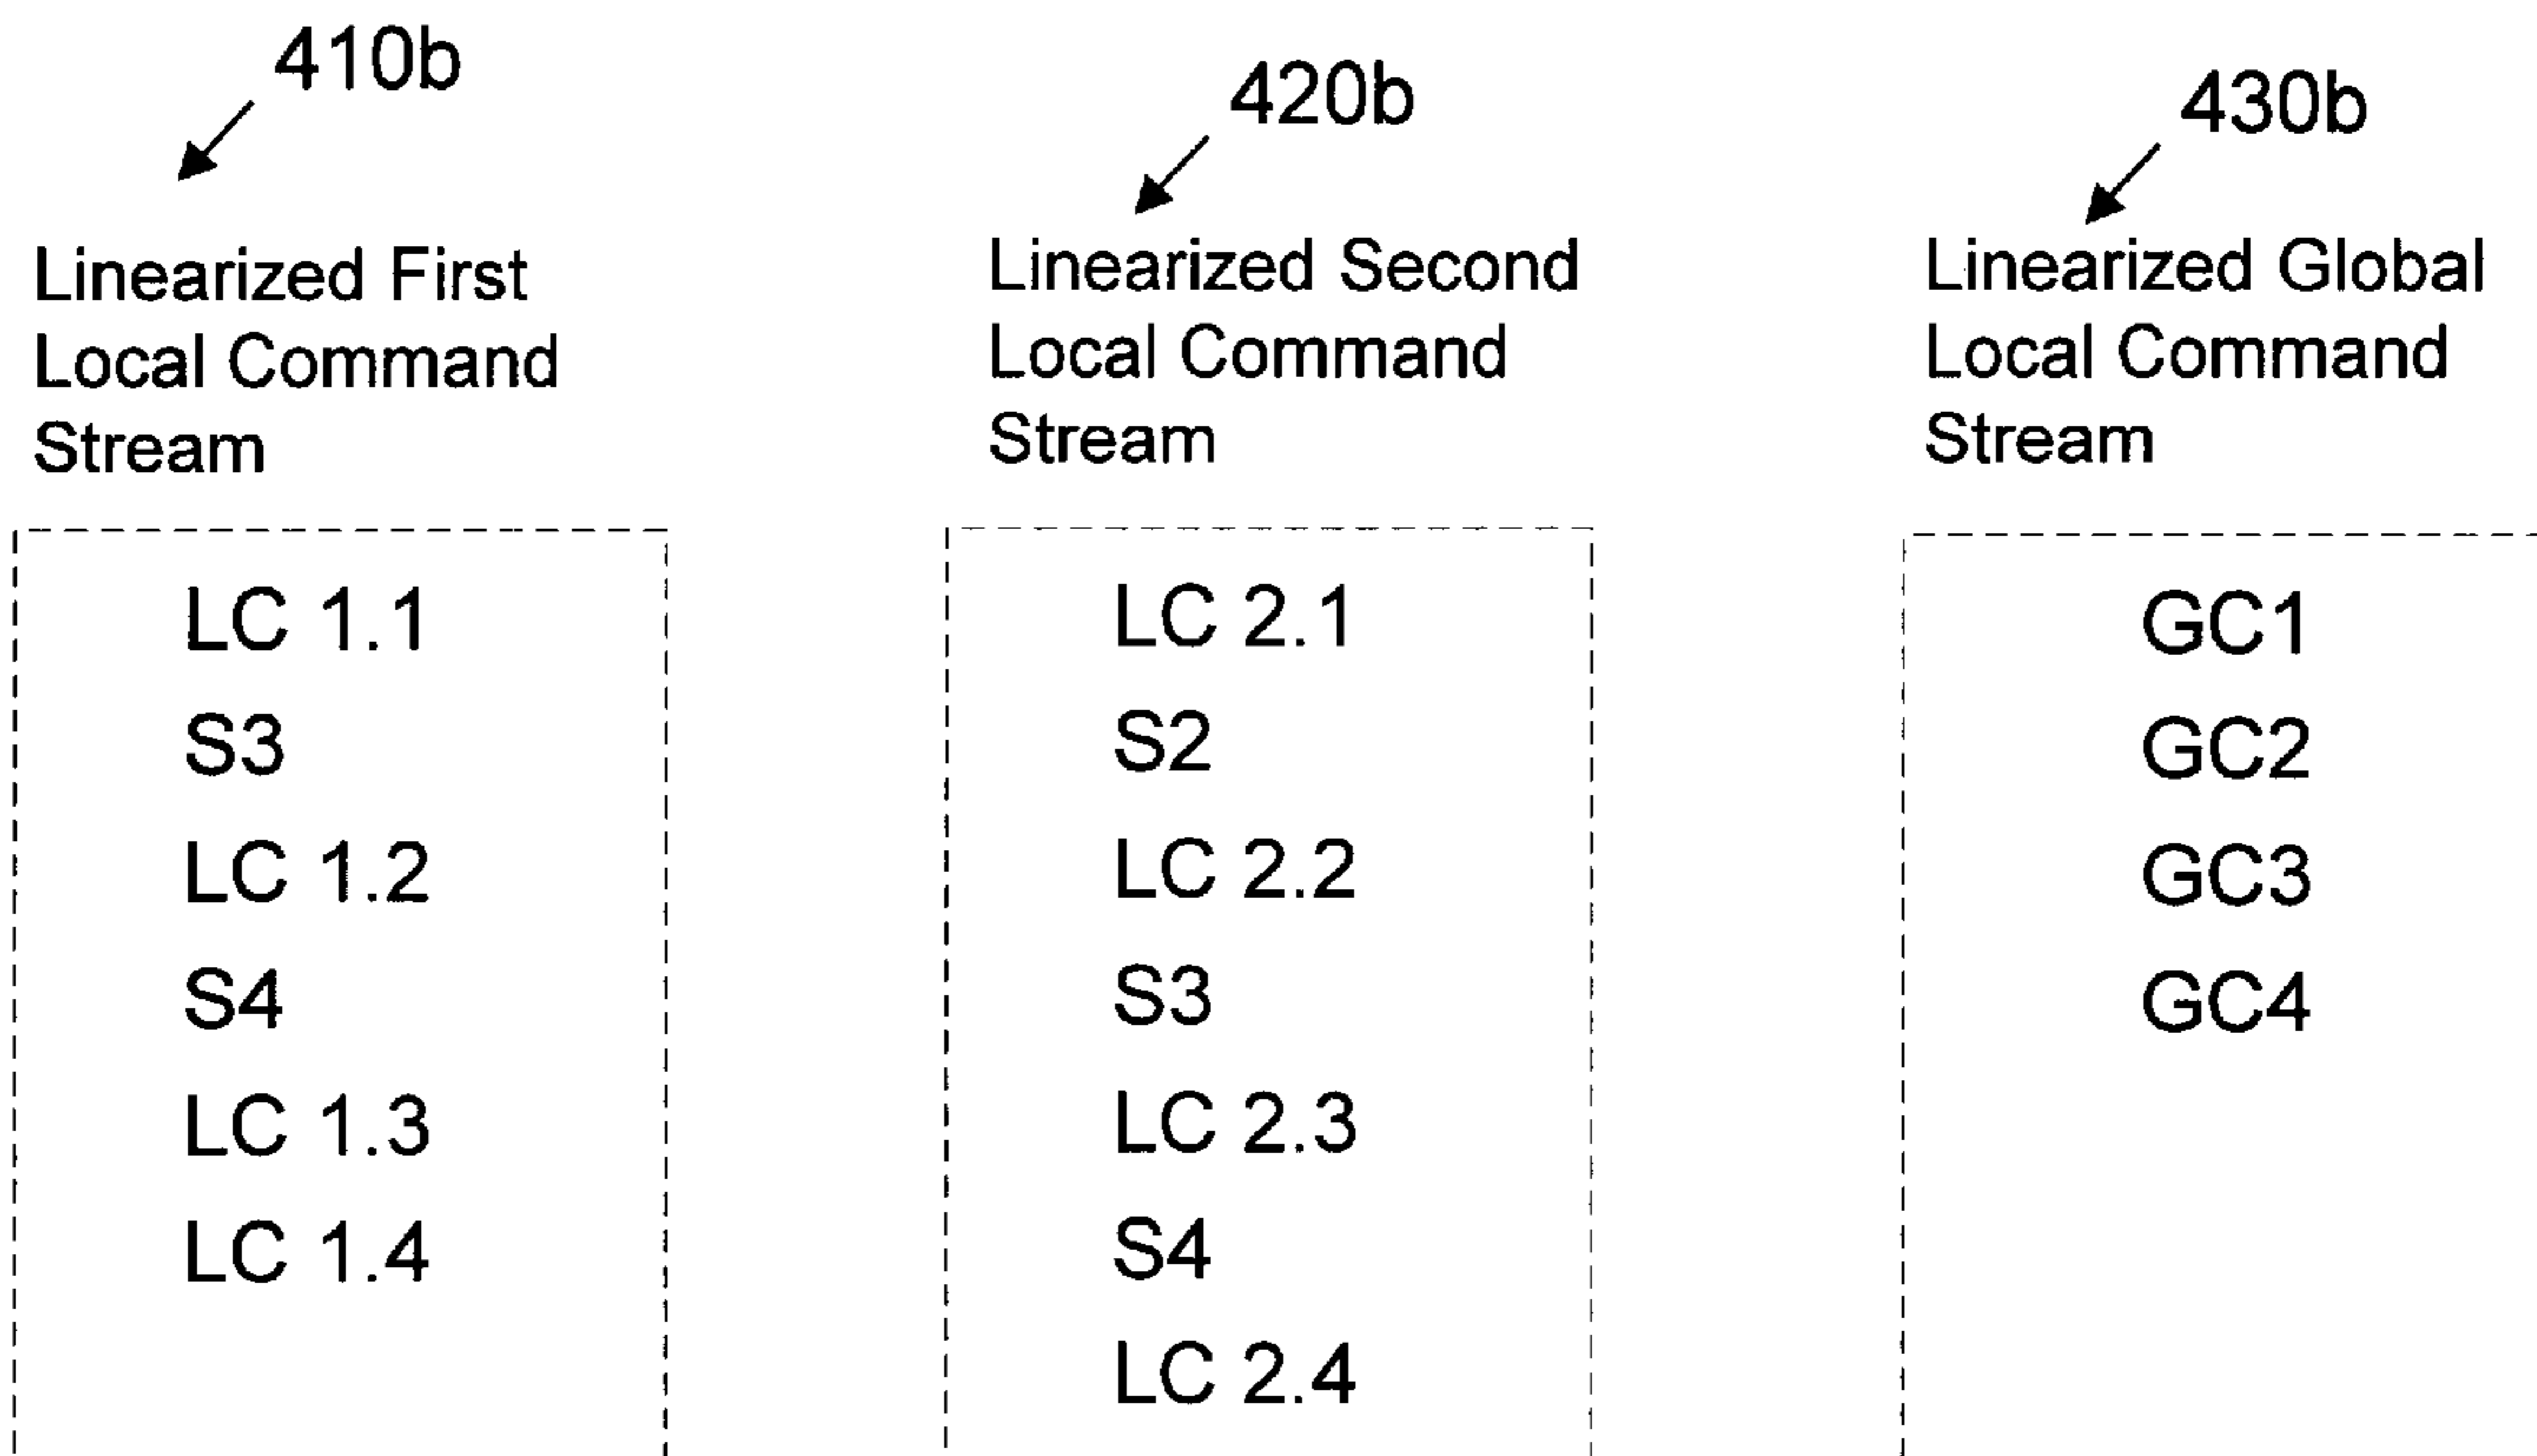 410b
Linearized First
Local Command
Stream
LC 1.1
S3
LC 1.2
S4
LC 1.3
LC 1.4
420b
Linearized Second
Local Command
Stream
LC 2.1
S2
LC 2.2
S3
LC 2.3
S4
LC 2.4
430b
Linearized Global
Local Command
Stream
GC1
GC2
GC3
GC4